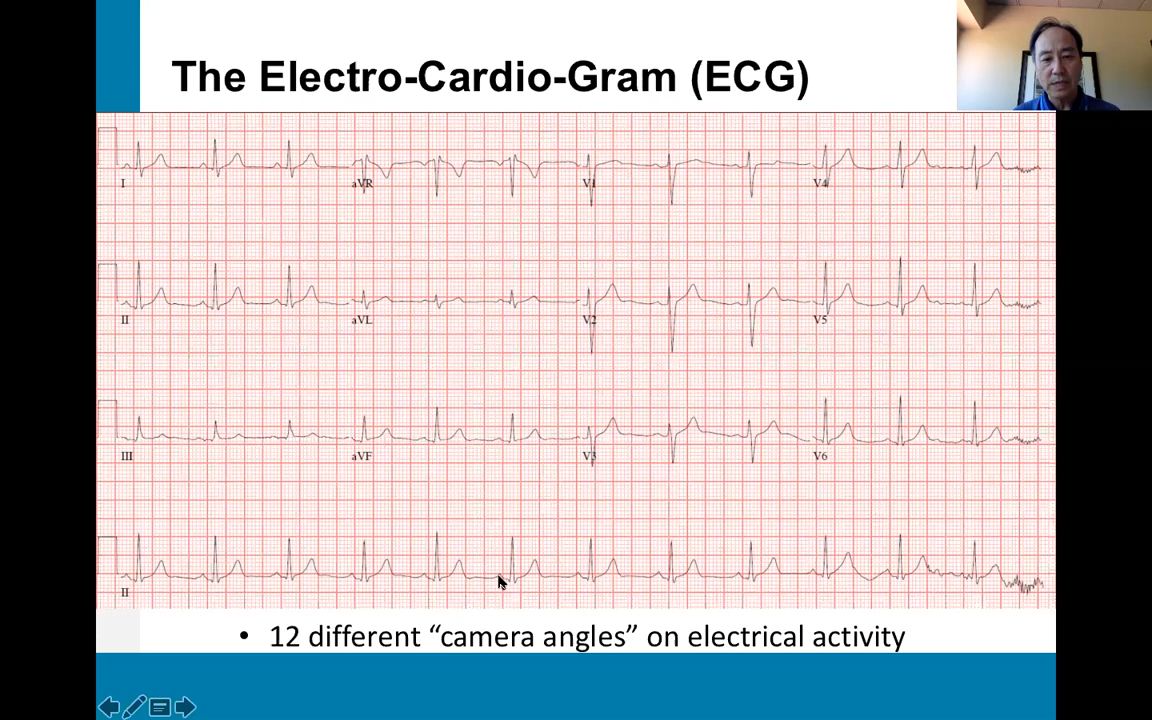 The Electro-Cardio-Gram (ECG)
I aVR V1 V4
II aVL V2 V5
III aVF V3 V6
II
• 12 different “camera angles” on electrical activity